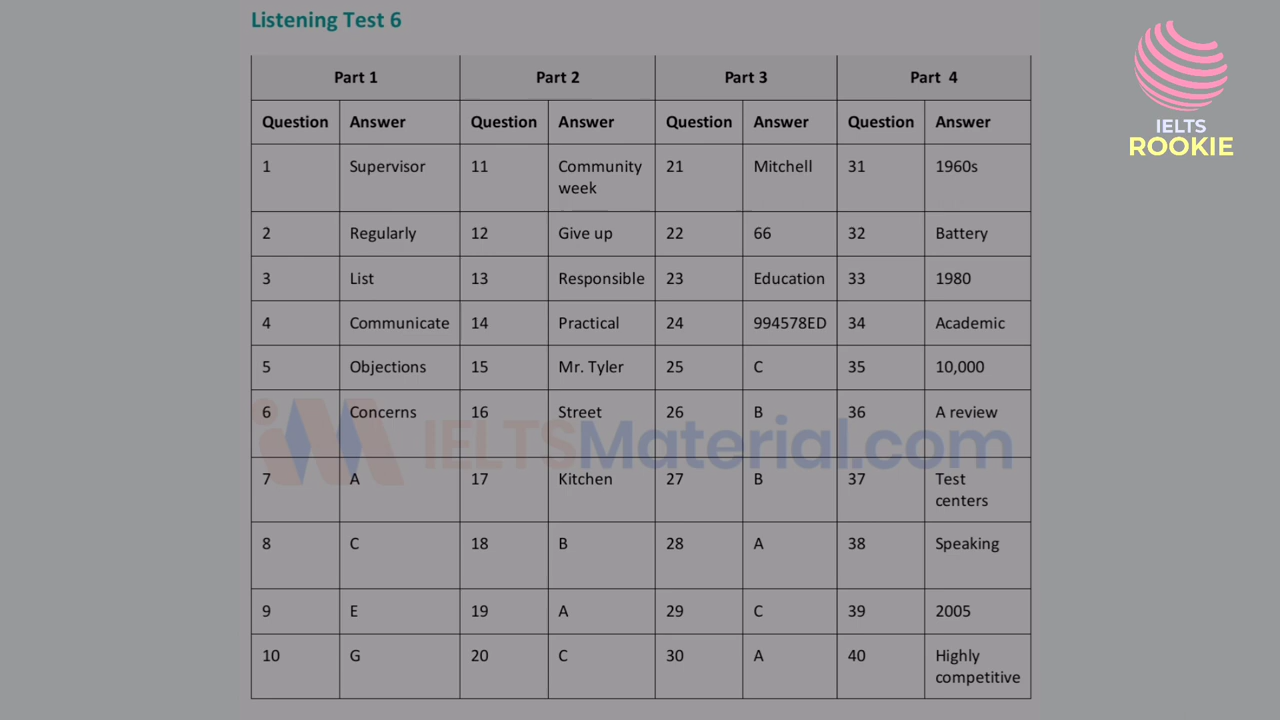 Listening Test 6
IELTS
ROOKIE
Part 1 Part 2 Part 3 Part 4
Question Answer Question Answer Question Answer Question Answer
1 Supervisor 11 Community week 21 Mitchell 31 1960s
2 Regularly 12 Give up 22 66 32 Battery
3 List 13 Responsible 23 Education 33 1980
4 Communicate 14 Practical 24 994578ED 34 Academic
5 Objections 15 Mr. Tyler 25 C 35 10,000
6 Concerns 16 Street 26 B 36 A review
IELTSMaterial.com
7 A 17 Kitchen 27 B 37 Test centers
8 C 18 B 28 A 38 Speaking
9 E 19 A 29 C 39 2005
10 G 20 C 30 A 40 Highly competitive